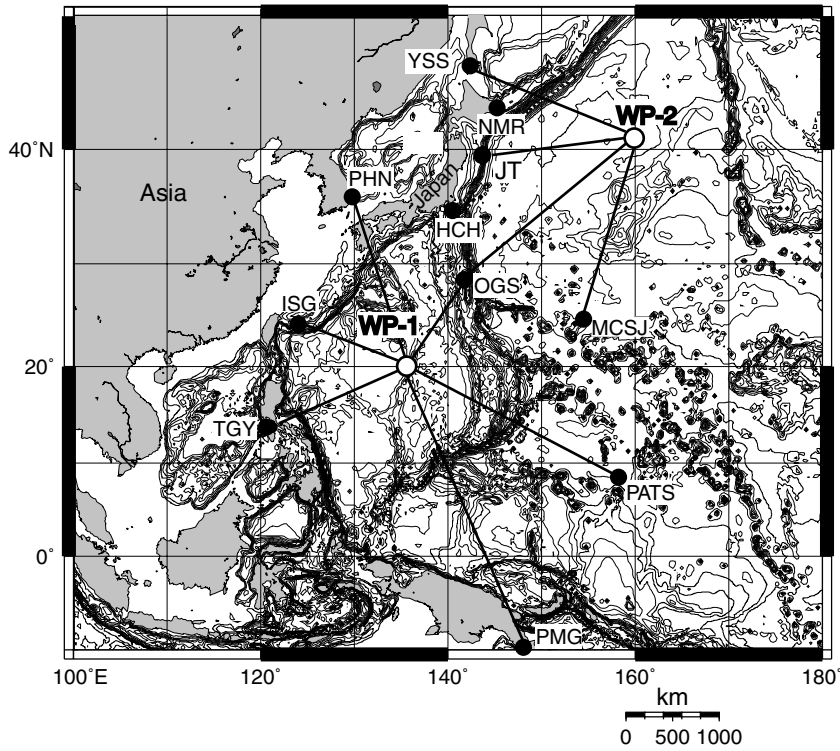 YSS
WP-2
NMR
40˚N
JT
PHN
Asia
Japan
HCH
OGS
ISG
WP-1
MCSJ
20˚
TGY
PATS
0˚
PMG
100˚E
120˚
140˚
160˚
180˚
km
0 500 1000